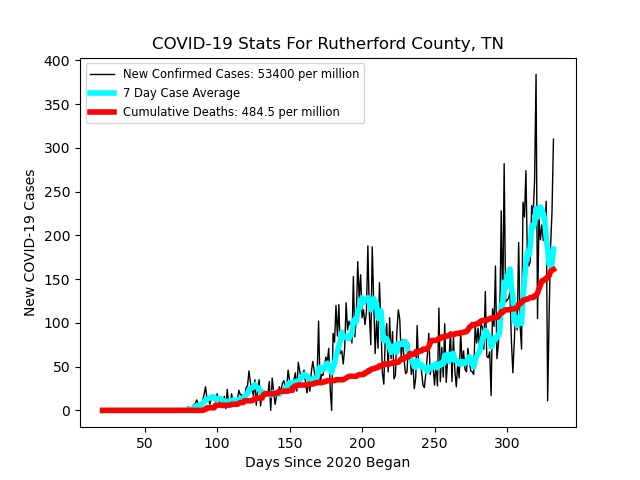 COVID-19 Stats For Rutherford County, TN
New Confirmed Cases: 53400 per million
7 Day Case Average
Cumulative Deaths: 484.5 per million
New COVID-19 Cases
400
350
300
250
200
150
100
50
0
50 100 150 200 250 300
Days Since 2020 Began